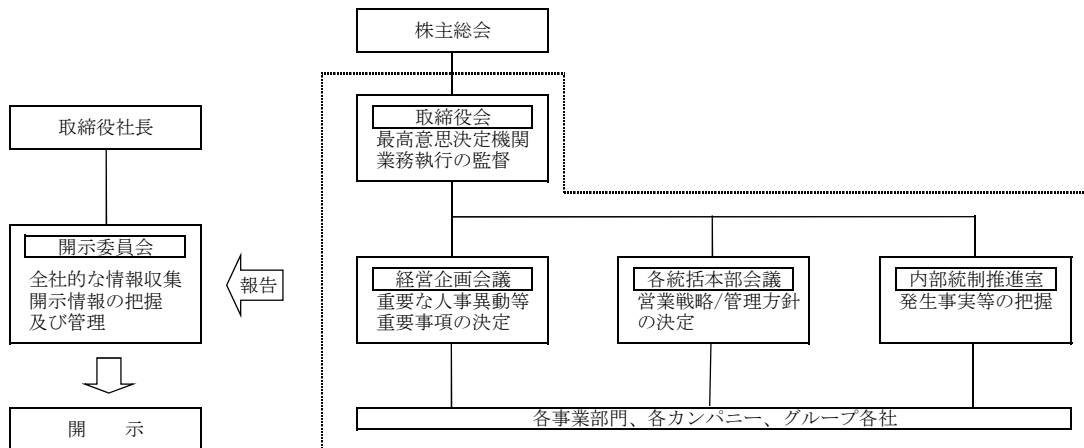 株主総会
取締役会
最高意思決定機関
業務執行の監督
取締役社長
開示委員会
全社的な情報収集
開示情報の把握
及び管理
報告
経営企画会議
重要な人事異動等
重要事項の決定
各統括本部会議
営業戦略/管理方針
の決定
内部統制推進室
発生事実等の把握
開　示
各事業部門、各カンパニー、グループ各社